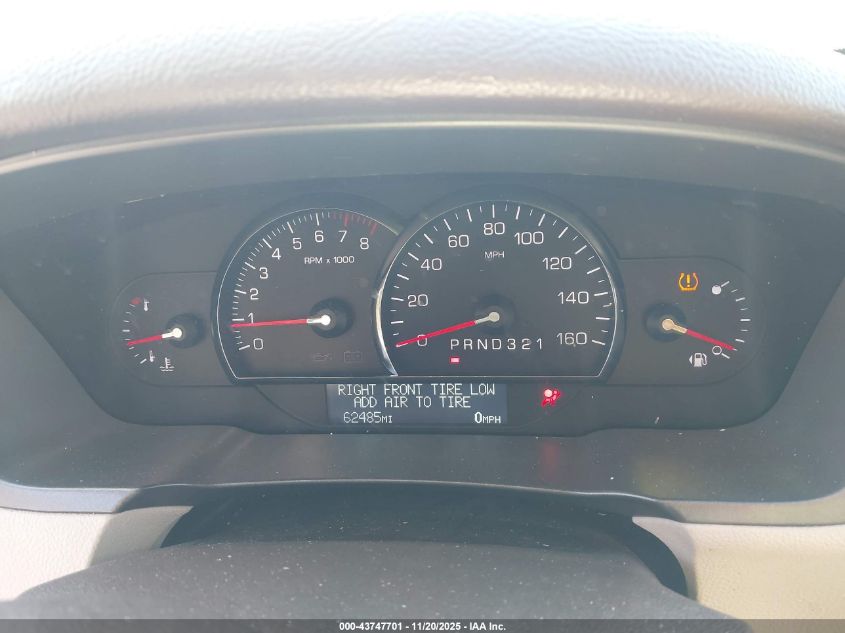 0 1 2 3 4 5 6 7 8
RPM x 1000
0 20 40 60 80 100 120 140 160
MPH
PRND321
RIGHT FRONT TIRE LOW
ADD AIR TO TIRE
62485MI 0MPH
000-43747701 - 11/20/2025 - IAA Inc.